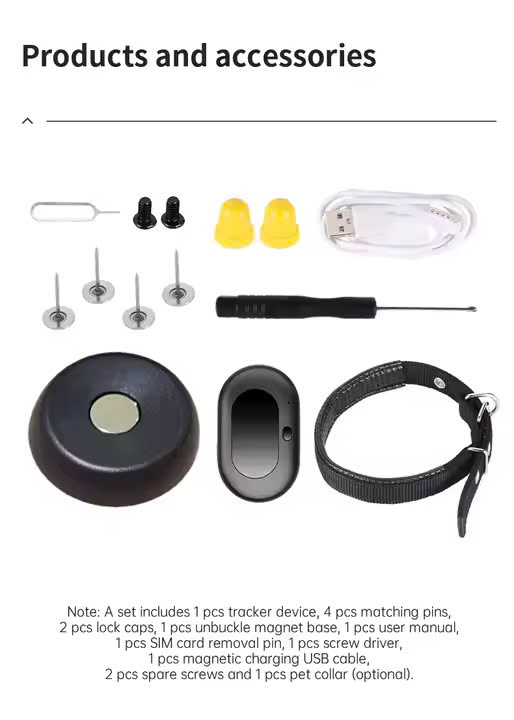 Products and accessories
Note: A set includes 1 pcs tracker device, 4 pcs matching pins,
2 pcs lock caps, 1 pcs unbuckle magnet base, 1 pcs user manual,
1 pcs SIM card removal pin, 1 pcs screw driver,
1 pcs magnetic charging USB cable,
2 pcs spare screws and 1 pcs pet collar (optional).